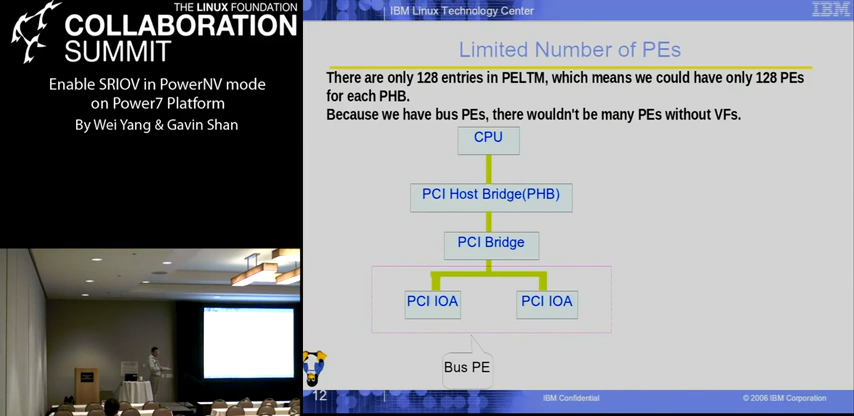 THE LINUX FOUNDATION
COLLABORATION
SUMMIT
Enable SRIOV in PowerNV mode
on Power7 Platform
By Wei Yang & Gavin Shan
IBM Linux Technology Center
IBM
Limited Number of PEs
There are only 128 entries in PELTM, which means we could have only 128 PEs
for each PHB.
Because we have bus PEs, there wouldn't be many PEs without VFs.
CPU
PCI Host Bridge(PHB)
PCI Bridge
PCI IOA
PCI IOA
Bus PE
12
IBM Confidential
© 2006 IBM Corporation